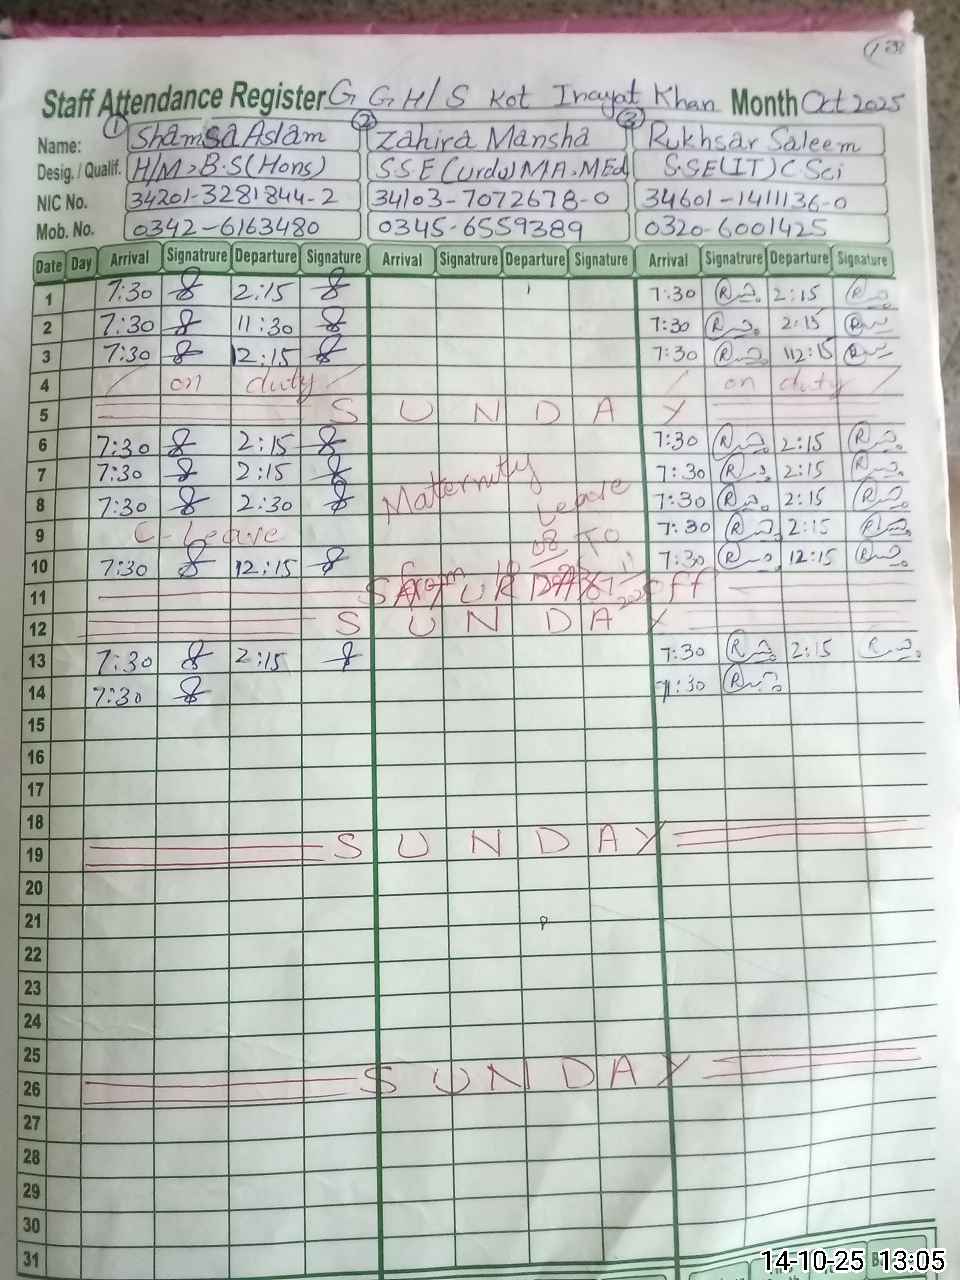 Staff Attendance Register G G H/S Kot Inayat Khan Month Oct 2025
Name: ① Shamsa Aslam ② Zahira Mansha ③ Rukhsar Saleem
Desig. / Qualif. H/M, B.S (Hons) S.S.E (Urdu) M.A. MEd S.SE(IT) C.Sci
NIC No. 34201-3281844-2 34103-7072678-0 34601-1411136-0
Mob. No. 0342-6163480 0345-6559389 0320-6001425
Date Day Arrival Signatrure Departure Signature Arrival Signatrure Departure Signature Arrival Signatrure Departure Signature
1 7:30 2:15 7:30 2:15
2 7:30 11:30 7:30 2:15
3 7:30 12:15 7:30 12:15
4 on duty on duty
5 S U N D A Y
6 7:30 2:15 7:30 2:15
7 7:30 2:15 7:30 2:15
8 7:30 2:30 Maternity Leave 7:30 2:15
9 C-Leave To 7:30 2:15
10 7:30 12:15 From 7:30 12:15
11 off
12 S U N D A Y
13 7:30 2:15 7:30 2:15
14 7:30 7:30
15
16
17
18
19 S U N D A Y
20
21
22
23
24
25
26 S U N D A Y
27
28
29
30
31
14-10-25 13:05